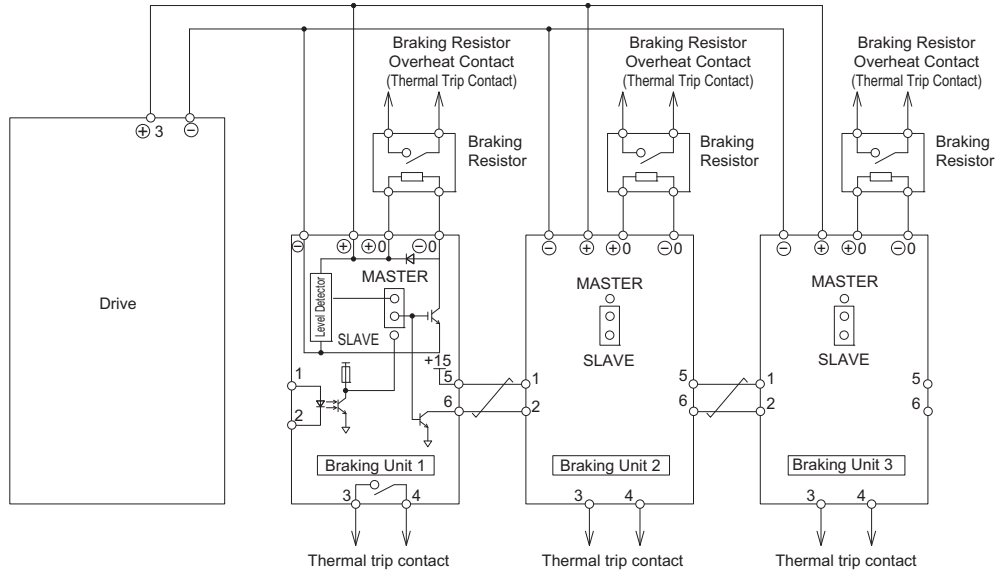 Braking Resistor
Overheat Contact
(Thermal Trip Contact)
Braking Resistor
Overheat Contact
(Thermal Trip Contact)
Braking Resistor
Overheat Contact
(Thermal Trip Contact)
⊕ 3 ⊖
Braking
Resistor
Braking
Resistor
Braking
Resistor
⊖ ⊕ ⊕0 ⊖0
⊖ ⊕ ⊕0 ⊖0
⊖ ⊕ ⊕0 ⊖0
Drive
Level Detector
MASTER
SLAVE
+15
1
2
5
6
Braking Unit 1
3 4
Thermal trip contact
MASTER
SLAVE
1
2
5
6
Braking Unit 2
3 4
Thermal trip contact
MASTER
SLAVE
1
2
5
6
Braking Unit 3
3 4
Thermal trip contact